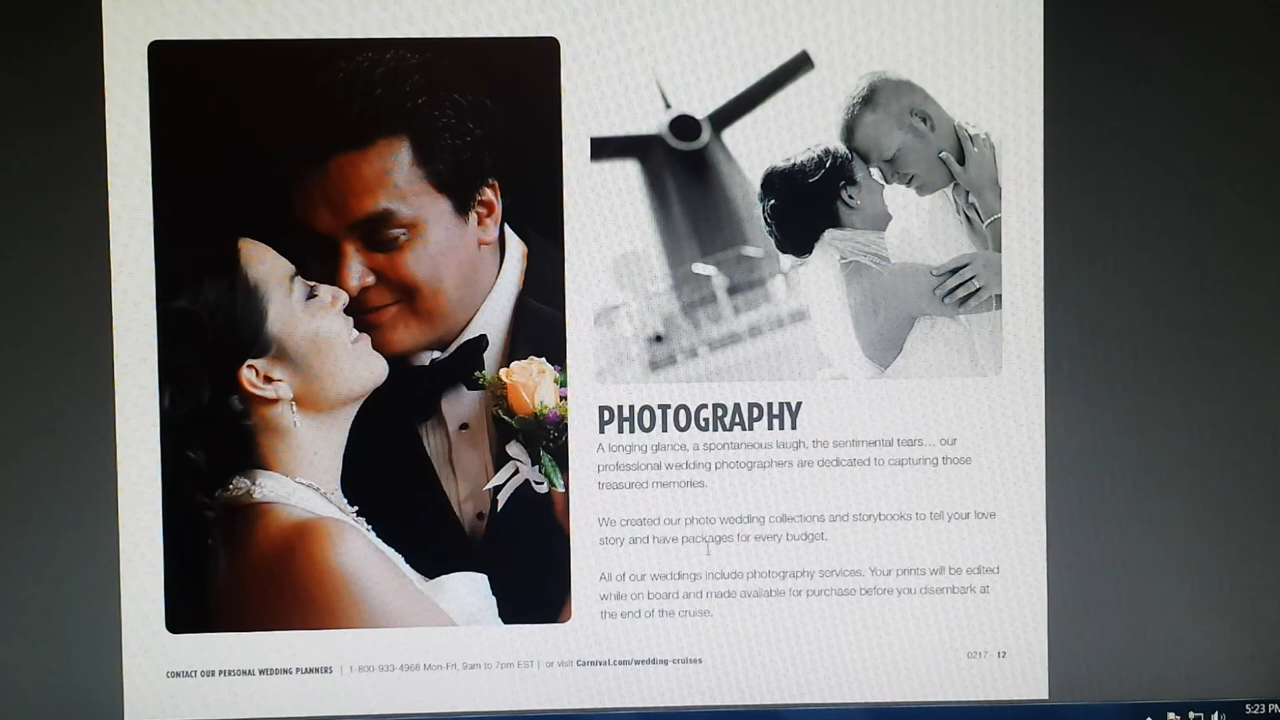 PHOTOGRAPHY
A longing glance, a spontaneous laugh, the sentimental tears... our
professional wedding photographers are dedicated to capturing those
treasured memories.
We created our photo wedding collections and storybooks to tell your love
story and have packages for every budget.
All of our weddings include photography services. Your prints will be edited
while on board and made available for purchase before you disembark at
the end of the cruise.
CONTACT OUR PERSONAL WEDDING PLANNERS | 1-800-933-4968 Mon-Fri, 9am to 7pm EST | or visit Carnival.com/wedding-cruises
0217 - 12
5:23 PM